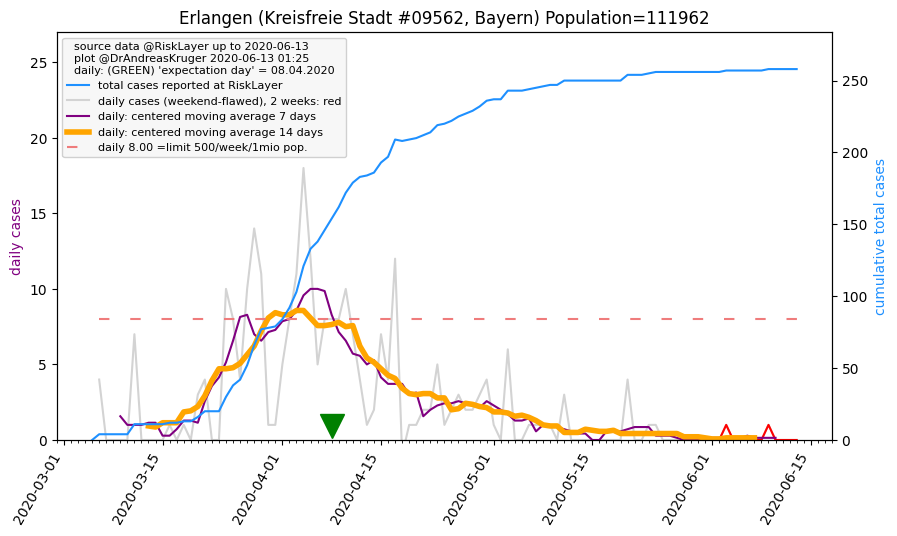 Erlangen (Kreisfreie Stadt #09562, Bayern) Population=111962
source data @RiskLayer up to 2020-06-13
plot @DrAndreasKruger 2020-06-13 01:25
daily: (GREEN) 'expectation day' = 08.04.2020
total cases reported at RiskLayer
daily cases (weekend-flawed), 2 weeks: red
daily: centered moving average 7 days
daily: centered moving average 14 days
daily 8.00 =limit 500/week/1mio pop.
daily cases
25
20
15
10
5
0
cumulative total cases
250
200
150
100
50
0
2020-03-01
2020-03-15
2020-04-01
2020-04-15
2020-05-01
2020-05-15
2020-06-01
2020-06-15